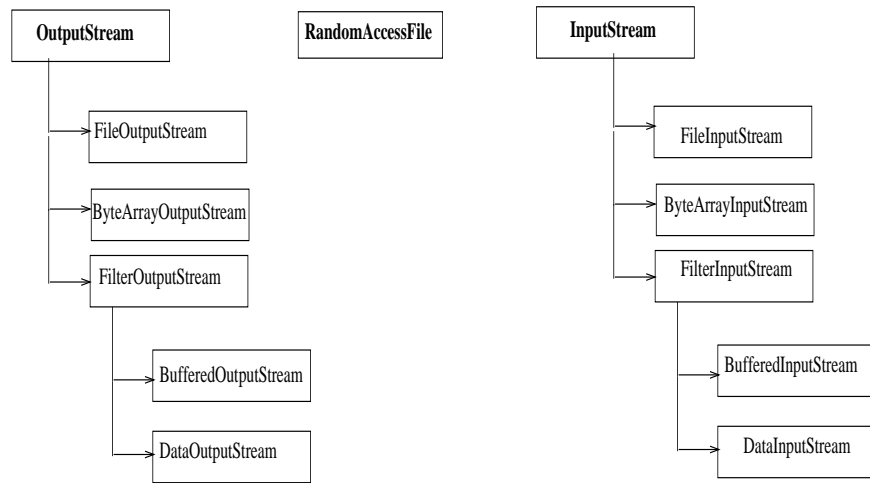 OutputStream
RandomAccessFile
InputStream
FileOutputStream
FileInputStream
ByteArrayOutputStream
ByteArrayInputStream
FilterOutputStream
FilterInputStream
BufferedOutputStream
BufferedInputStream
DataOutputStream
DataInputStream